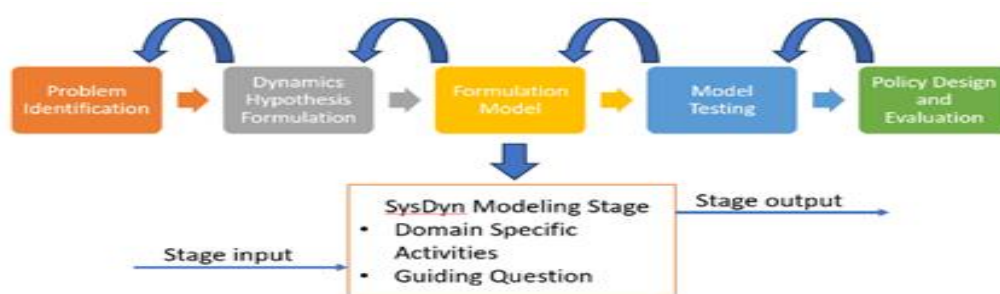 Problem
Identification
Dynamics
Hypothesis
Formulation
Formulation
Model
Model
Testing
Policy Design
and
Evaluation
SysDyn Modeling Stage
• Domain Specific
Activities
• Guiding Question
Stage input
Stage output